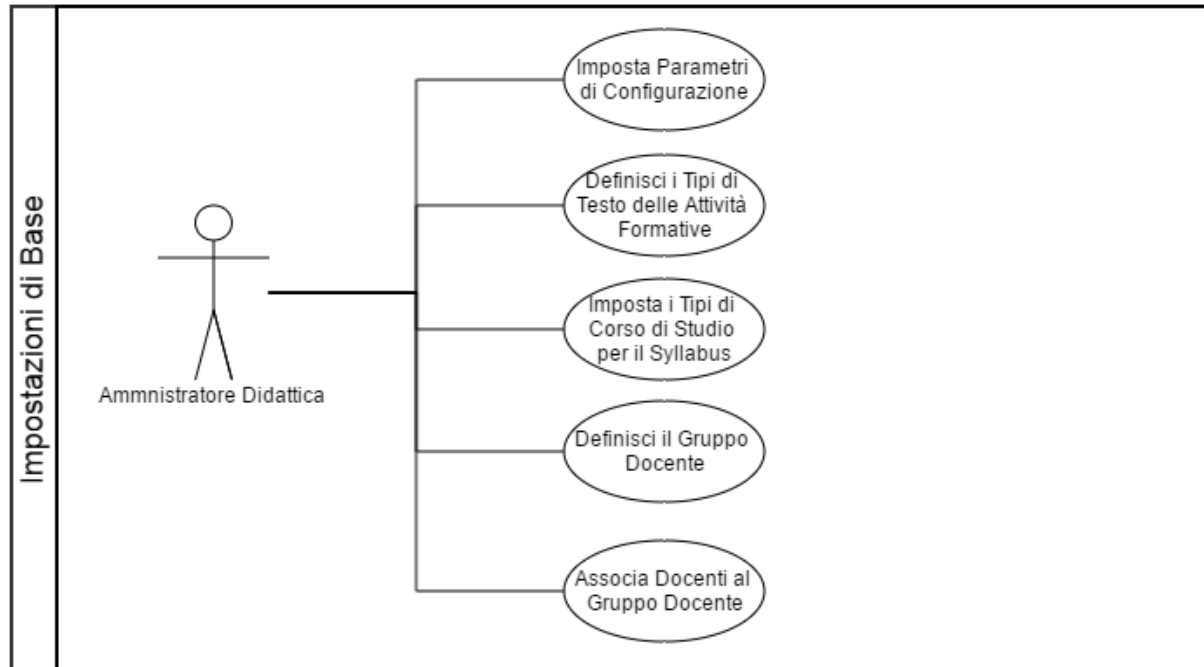 Impostazioni di Base
Imposta Parametri
di Configurazione
Definisci i Tipi di
Testo delle Attività
Formative
Imposta i Tipi di
Corso di Studio
per il Syllabus
Ammnistratore Didattica
Definisci il Gruppo
Docente
Associa Docenti al
Gruppo Docente